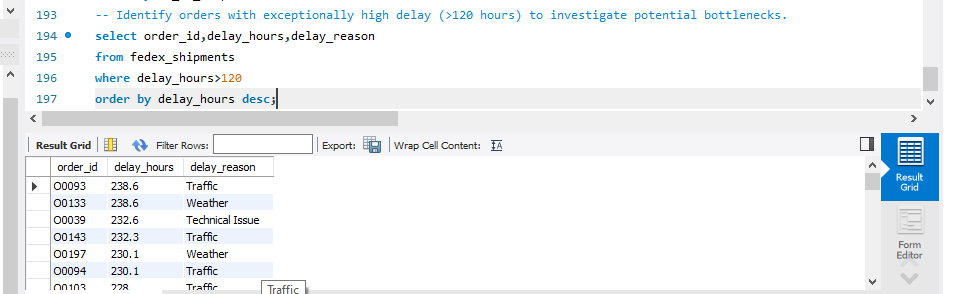 193 -- Identify orders with exceptionally high delay (>120 hours) to investigate potential bottlenecks.
194 select order_id,delay_hours,delay_reason
195 from fedex_shipments
196 where delay_hours>120
197 order by delay_hours desc;
Result Grid Filter Rows: Export: Wrap Cell Content:
order_id delay_hours delay_reason
O0093 238.6 Traffic
O0133 238.6 Weather
O0039 232.6 Technical Issue
O0143 232.3 Traffic
O0197 230.1 Weather
O0094 230.1 Traffic
O0103 228 Traffic
Traffic
Result
Grid
Form
Editor